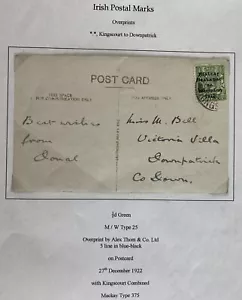 Irish Postal Marks
Overprints
"", Kingscourt to Downpatrick
POST CARD
Best wishes
from
Miss M. Bell
Victoria Villa
Downpatrick
Co Down.
½d Green
M / W Type 25
Overprint by Alex Thom & Co. Ltd
5 line in blue-black
on Postcard
27th December 1922
with Kingscourt Combined
Mackay Type 375